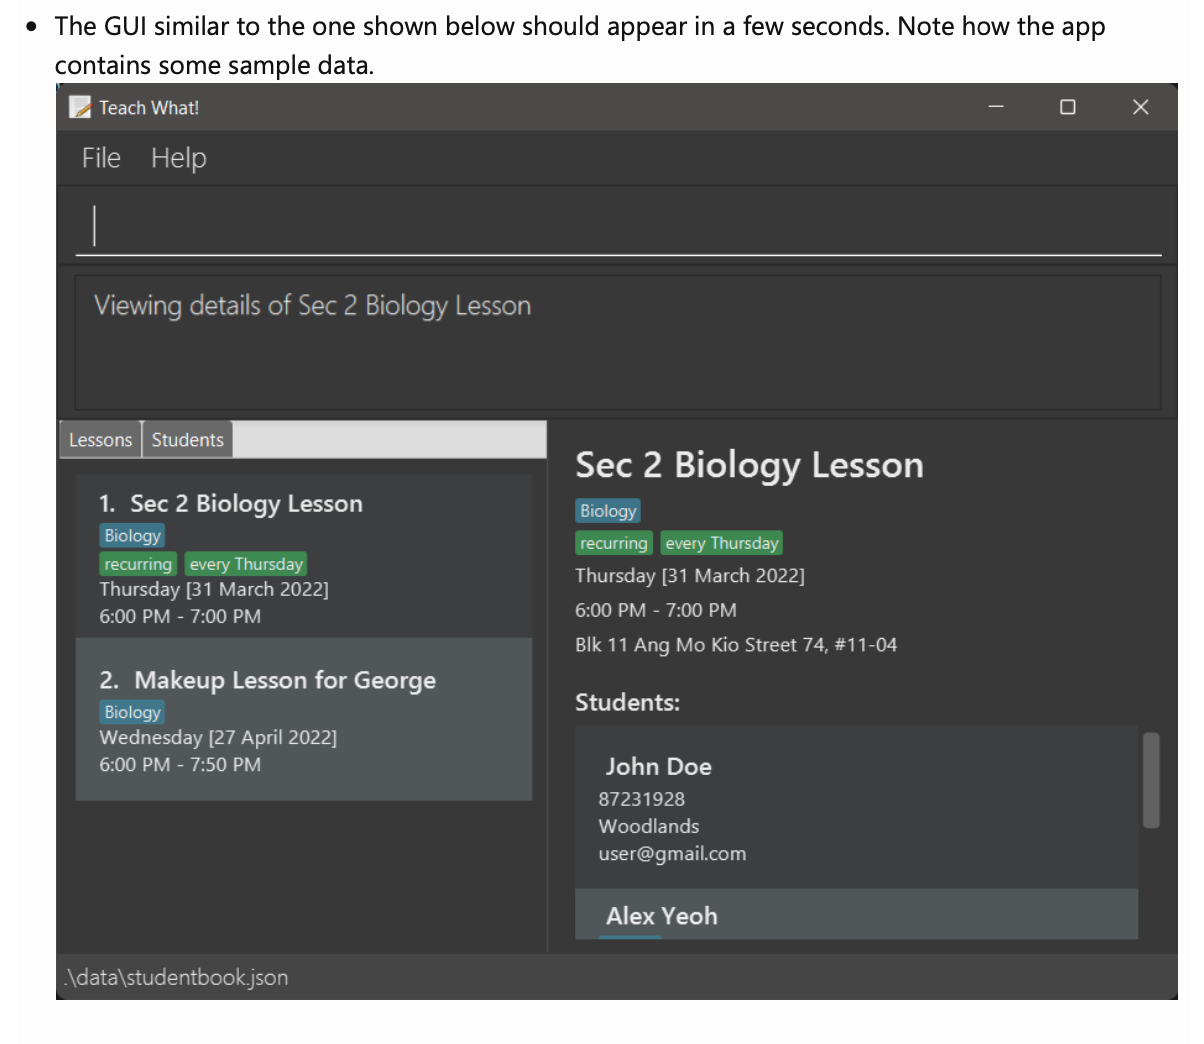 The GUI similar to the one shown below should appear in a few seconds. Note how the app
contains some sample data.
Teach What!
File Help
Viewing details of Sec 2 Biology Lesson
Lessons Students
1. Sec 2 Biology Lesson
Biology
recurring every Thursday
Thursday [31 March 2022]
6:00 PM - 7:00 PM
2. Makeup Lesson for George
Biology
Wednesday [27 April 2022]
6:00 PM - 7:50 PM
Sec 2 Biology Lesson
Biology
recurring every Thursday
Thursday [31 March 2022]
6:00 PM - 7:00 PM
Blk 11 Ang Mo Kio Street 74, #11-04
Students:
John Doe
87231928
Woodlands
user@gmail.com
Alex Yeoh
.\data\studentbook.json